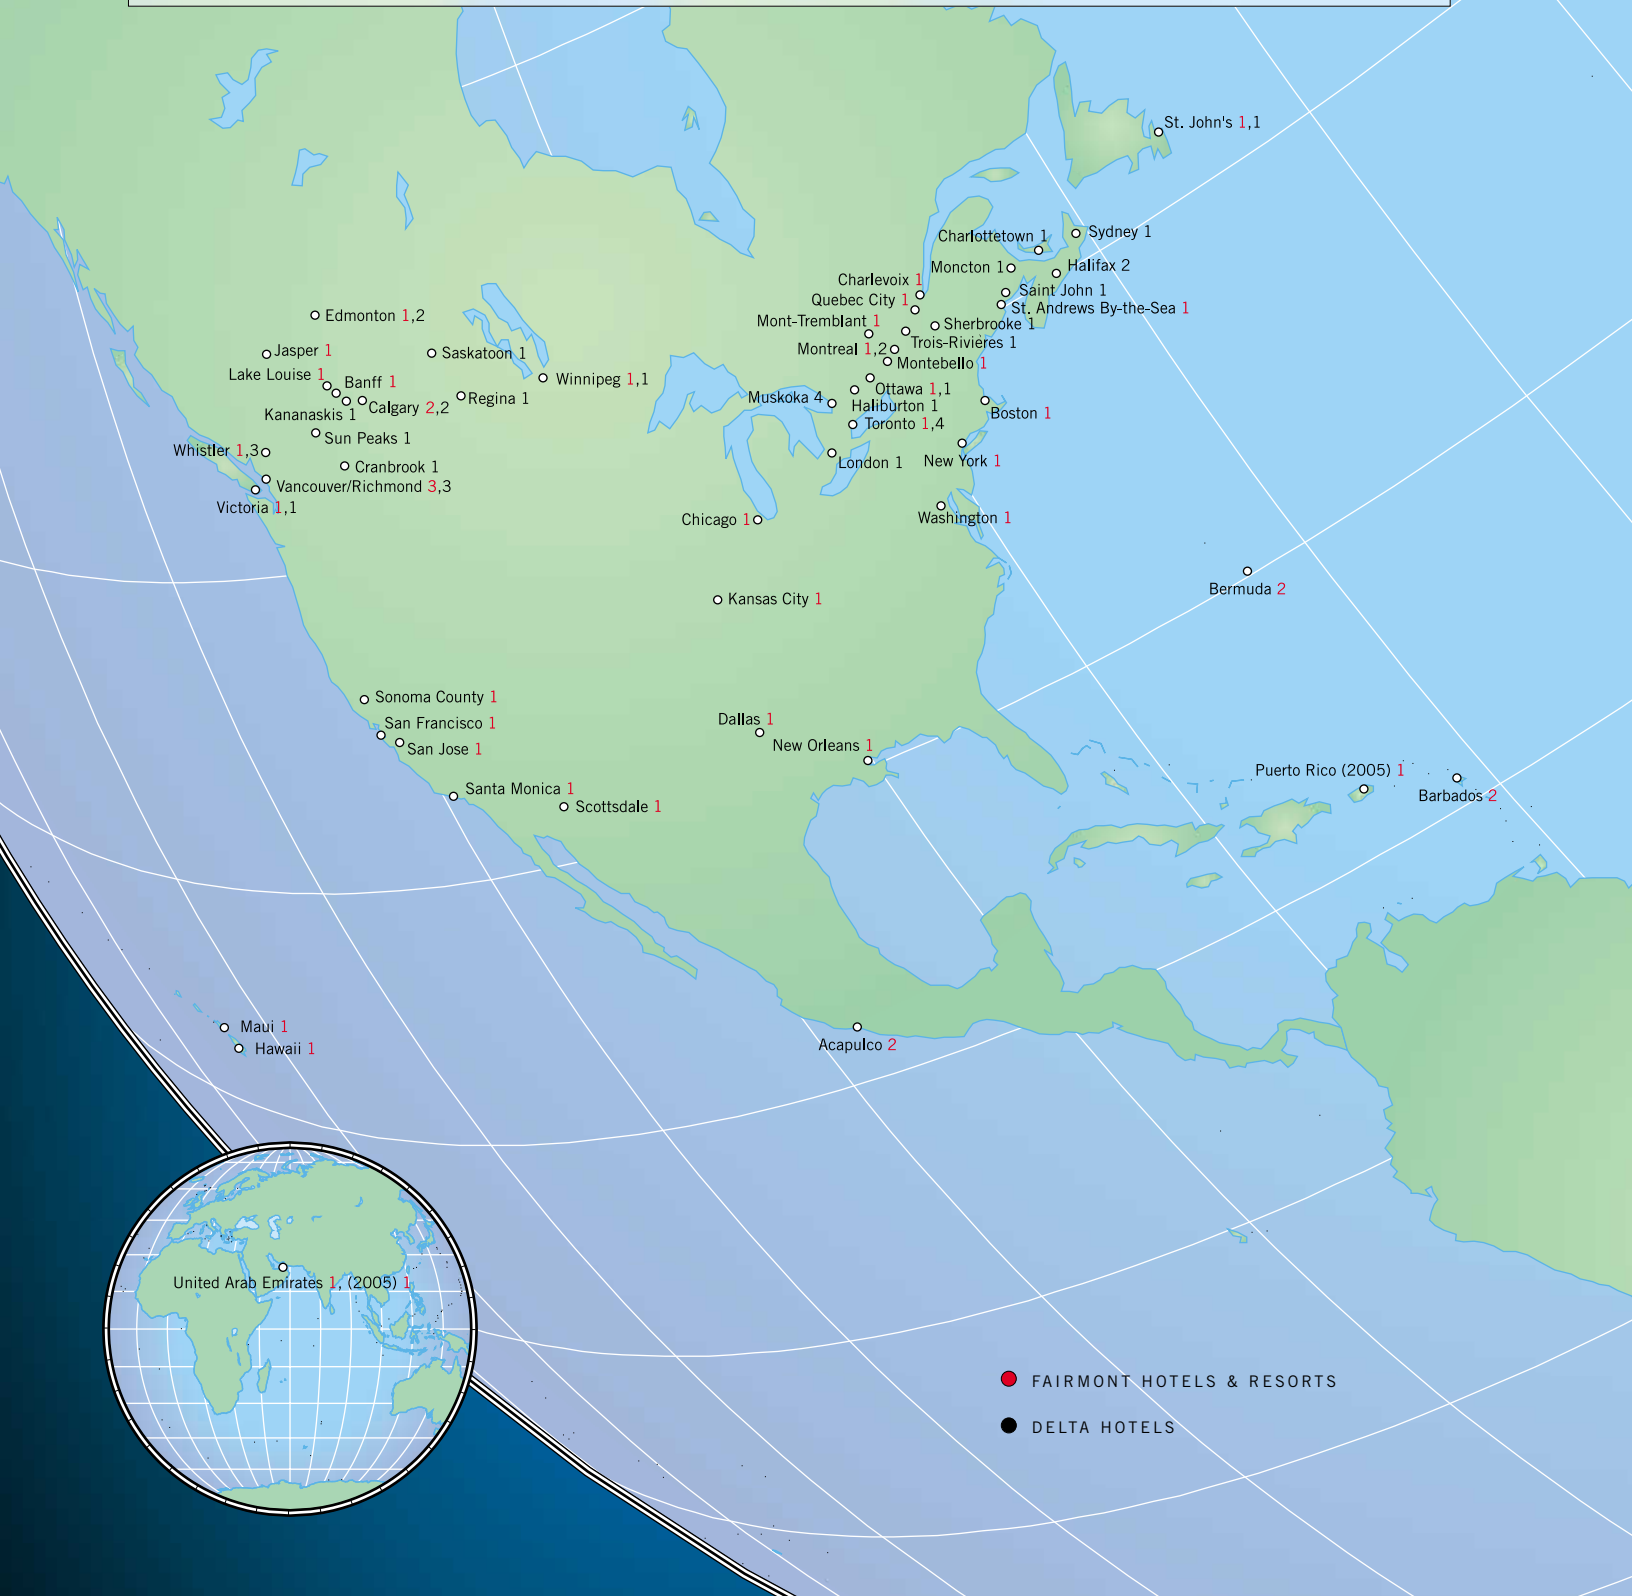 St. John's 1,1
Charlottetown 1
Sydney 1
Moncton 1
Halifax 2
Charlevoix 1
Saint John 1
Quebec City 1
St. Andrews By-the-Sea 1
Mont-Tremblant 1
Sherbrooke 1
Trois-Rivieres 1
Montreal 1,2
Montebello 1
Edmonton 1,2
Jasper 1
Saskatoon 1
Lake Louise 1
Banff 1
Winnipeg 1,1
Ottawa 1,1
Muskoka 4
Regina 1
Haliburton 1
Calgary 2,2
Kananaskis 1
Boston 1
Toronto 1,4
Sun Peaks 1
Whistler 1,3
New York 1
London 1
Cranbrook 1
Vancouver/Richmond 3,3
Victoria 1,1
Chicago 1
Washington 1
Bermuda 2
Kansas City 1
Sonoma County 1
San Francisco 1
Dallas 1
San Jose 1
New Orleans 1
Puerto Rico (2005) 1
Santa Monica 1
Barbados 2
Scottsdale 1
Maui 1
Hawaii 1
Acapulco 2
United Arab Emirates 1, (2005) 1
FAIRMONT HOTELS & RESORTS
DELTA HOTELS